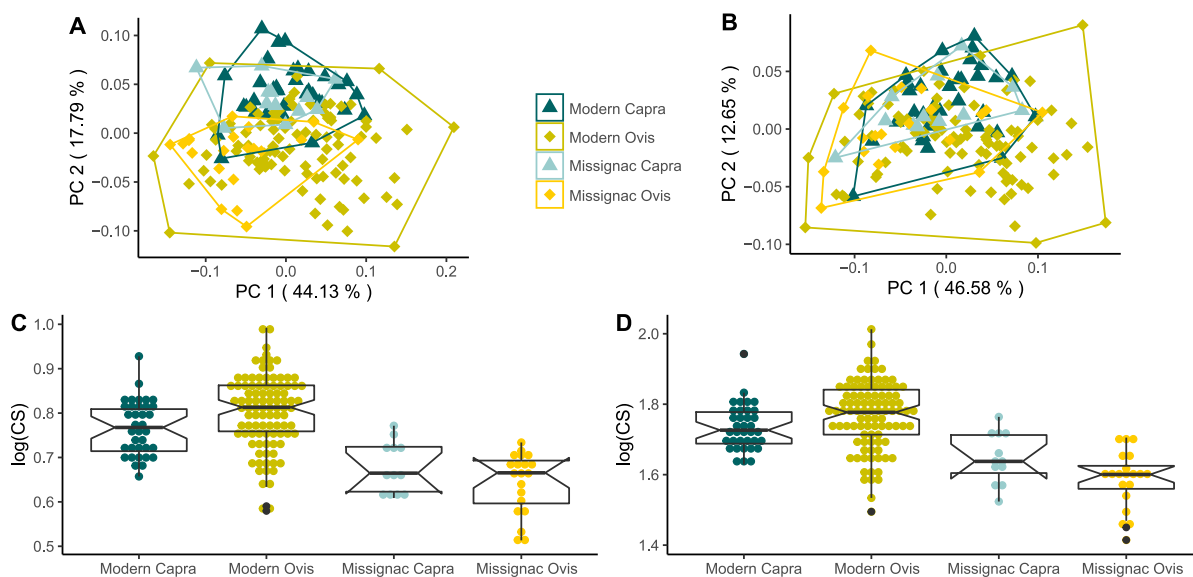 A
PC 2 ( 17.79 % )
0.10
0.05
0.00
−0.05
−0.10
−0.1
0.0
0.1
0.2
PC 1 ( 44.13 % )
Modern Capra
Modern Ovis
Missignac Capra
Missignac Ovis
B
PC 2 ( 12.65 % )
0.05
0.00
−0.05
−0.10
−0.1
0.0
0.1
PC 1 ( 46.58 % )
C
log(CS)
1.0
0.9
0.8
0.7
0.6
0.5
Modern Capra
Modern Ovis
Missignac Capra
Missignac Ovis
D
log(CS)
2.0
1.8
1.6
1.4
Modern Capra
Modern Ovis
Missignac Capra
Missignac Ovis